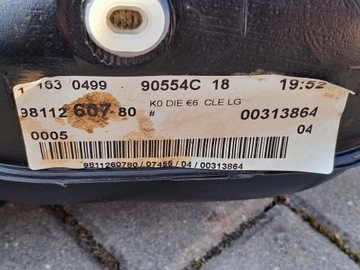 1 163 0499 90554C 18 19:52
98112 607 80 K0 DIE €6 CLE LG
# 00313864
0005 04
9811260780 / 07455 / 04 / 00313864